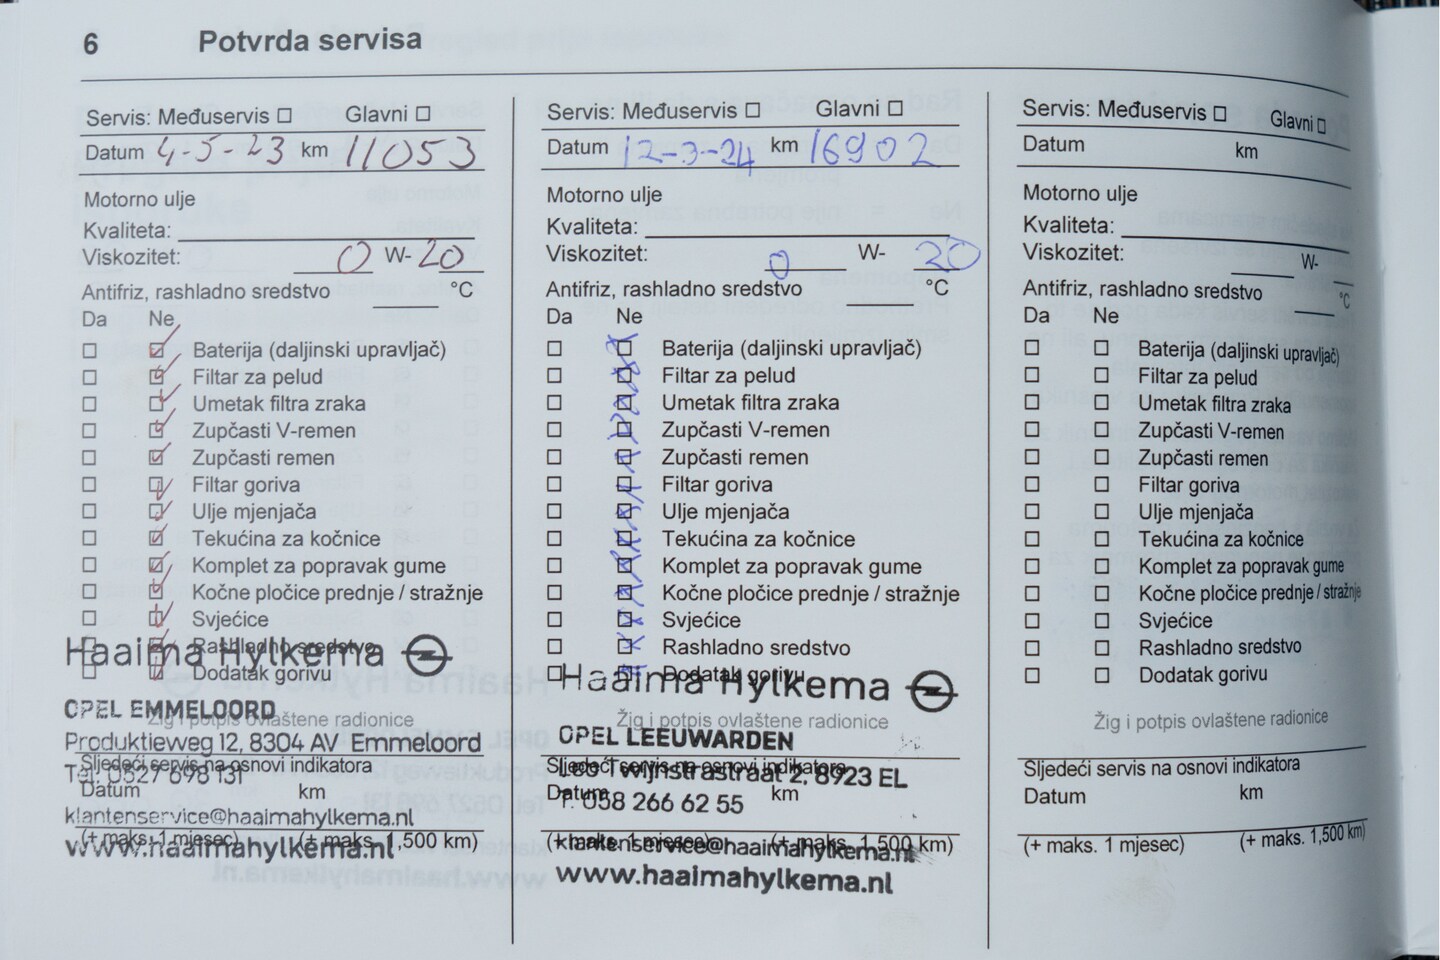 6 Potvrda servisa
Servis: Međuservis ☐ Glavni ☐
Datum 4-5-23 km 11053
Motorno ulje
Kvaliteta:
Viskozitet: 0 W- 20
Antifriz, rashladno sredstvo °C
Da Ne
Baterija (daljinski upravljač)
Filtar za pelud
Umetak filtra zraka
Zupčasti V-remen
Zupčasti remen
Filtar goriva
Ulje mjenjača
Tekućina za kočnice
Komplet za popravak gume
Kočne pločice prednje / stražnje
Svjećice
Rashladno sredstvo
Haaima Hylkema
Dodatak gorivu
OPEL EMMELOORD
Žig i potpis ovlaštene radionice
Produktieweg 12, 8304 AV Emmeloord
Sljedeći servis na osnovi indikatora
Tel. 0527 698 131
Datum km
klantenservice@haaimahylkema.nl
(+ maks. 1 mjesec) (+ maks. 1,500 km)
www.haaimahylkema.nl
Servis: Međuservis ☐ Glavni ☐
Datum 12-3-24 km 16902
Motorno ulje
Kvaliteta:
Viskozitet: 0 W- 20
Antifriz, rashladno sredstvo °C
Da Ne
Baterija (daljinski upravljač)
Filtar za pelud
Umetak filtra zraka
Zupčasti V-remen
Zupčasti remen
Filtar goriva
Ulje mjenjača
Tekućina za kočnice
Komplet za popravak gume
Kočne pločice prednje / stražnje
Svjećice
Rashladno sredstvo
Dodatak gorivu
Haaima Hylkema
Žig i potpis ovlaštene radionice
OPEL LEEUWARDEN
Sljedeći servis na osnovi indikatora
Twijnstrastraat 2, 8923 EL
Datum km
T. 058 266 62 55
(+ maks. 1 mjesec) (+ maks. 1,500 km)
klantenservice@haaimahylkema.nl
www.haaimahylkema.nl
Servis: Međuservis ☐ Glavni ☐
Datum km
Motorno ulje
Kvaliteta:
Viskozitet: W-
Antifriz, rashladno sredstvo °C
Da Ne
Baterija (daljinski upravljač)
Filtar za pelud
Umetak filtra zraka
Zupčasti V-remen
Zupčasti remen
Filtar goriva
Ulje mjenjača
Tekućina za kočnice
Komplet za popravak gume
Kočne pločice prednje / stražnje
Svjećice
Rashladno sredstvo
Dodatak gorivu
Žig i potpis ovlaštene radionice
Sljedeći servis na osnovi indikatora
Datum km
(+ maks. 1 mjesec) (+ maks. 1,500 km)